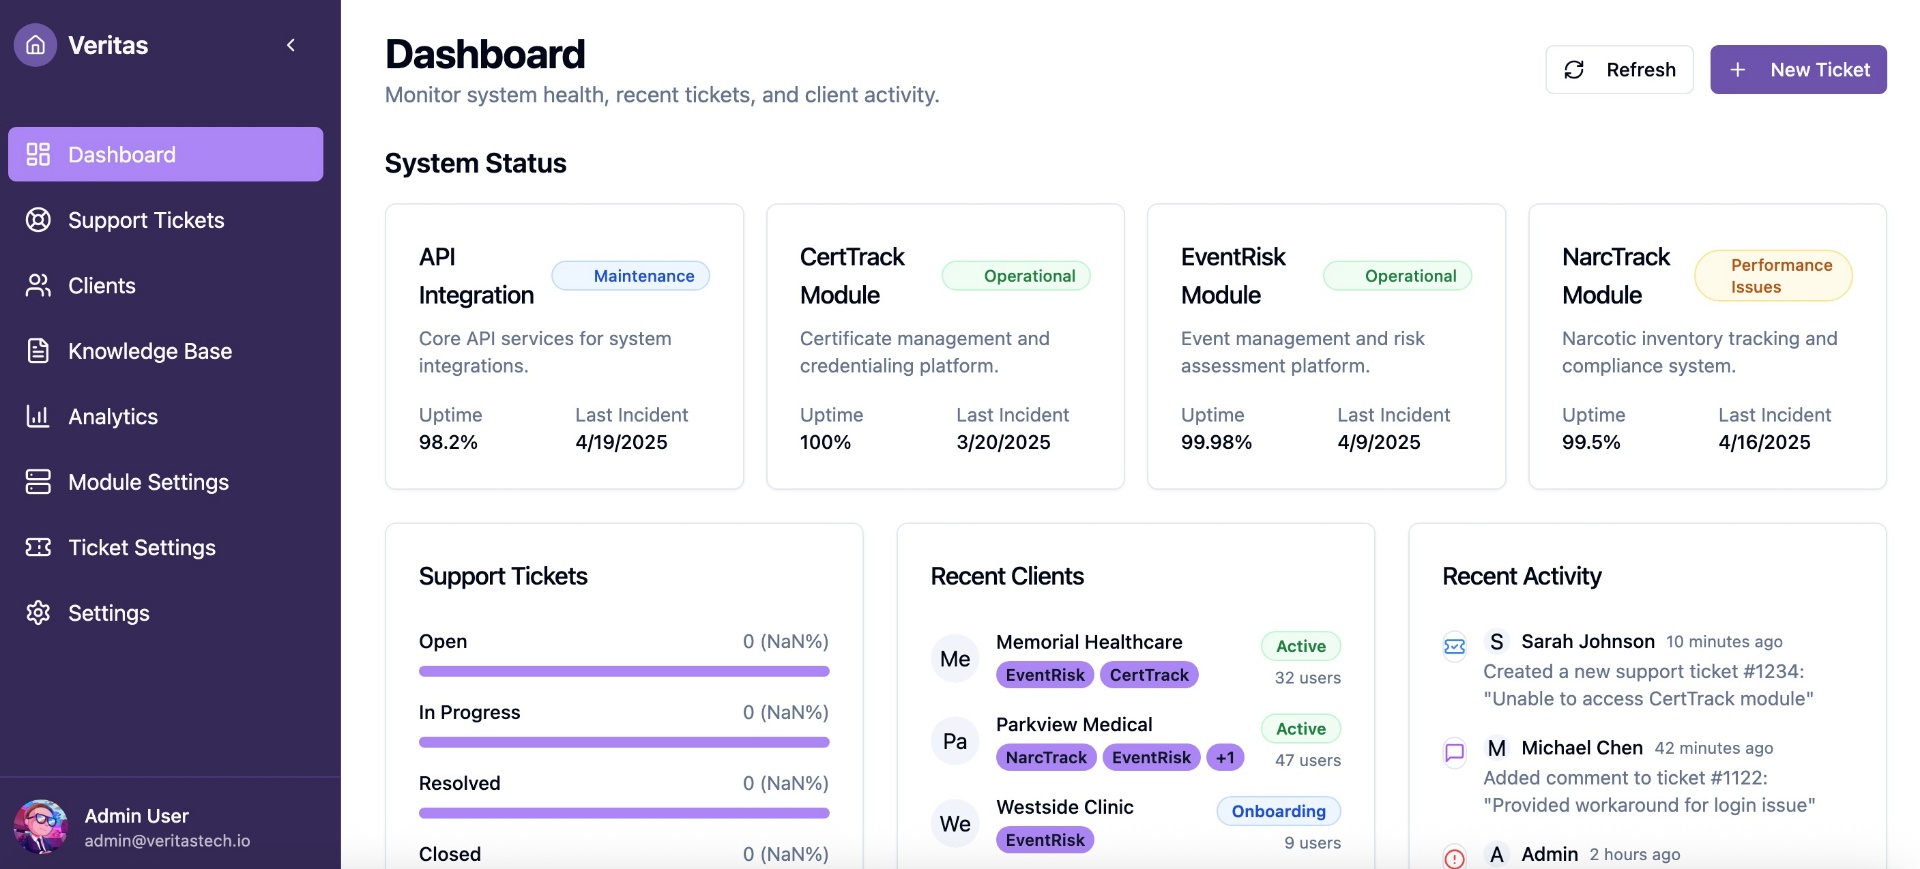 Veritas
Dashboard
Support Tickets
Clients
Knowledge Base
Analytics
Module Settings
Ticket Settings
Settings
Admin User
admin@veritastech.io
Dashboard
Monitor system health, recent tickets, and client activity.
Refresh
New Ticket
System Status
API
Integration
Maintenance
Core API services for system
integrations.
Uptime
98.2%
Last Incident
4/19/2025
CertTrack
Module
Operational
Certificate management and
credentialing platform.
Uptime
100%
Last Incident
3/20/2025
EventRisk
Module
Operational
Event management and risk
assessment platform.
Uptime
99.98%
Last Incident
4/9/2025
NarcTrack
Module
Performance
Issues
Narcotic inventory tracking and
compliance system.
Uptime
99.5%
Last Incident
4/16/2025
Support Tickets
Open 0 (NaN%)
In Progress 0 (NaN%)
Resolved 0 (NaN%)
Closed 0 (NaN%)
Recent Clients
Me
Memorial Healthcare
Active
EventRisk CertTrack
32 users
Pa
Parkview Medical
Active
NarcTrack EventRisk +1
47 users
We
Westside Clinic
Onboarding
EventRisk
9 users
Recent Activity
S Sarah Johnson 10 minutes ago
Created a new support ticket #1234:
"Unable to access CertTrack module"
M Michael Chen 42 minutes ago
Added comment to ticket #1122:
"Provided workaround for login issue"
A Admin 2 hours ago